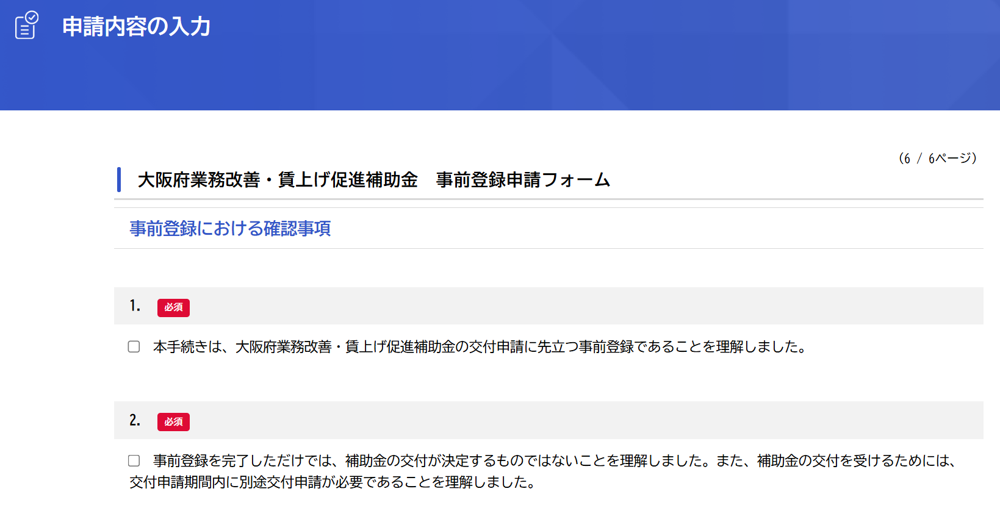 申請内容の入力
（6 / 6ページ）
大阪府業務改善・賃上げ促進補助金　事前登録申請フォーム
事前登録における確認事項
1. 必須
本手続きは、大阪府業務改善・賃上げ促進補助金の交付申請に先立つ事前登録であることを理解しました。
2. 必須
事前登録を完了しただけでは、補助金の交付が決定するものではないことを理解しました。また、補助金の交付を受けるためには、
交付申請期間内に別途交付申請が必要であることを理解しました。